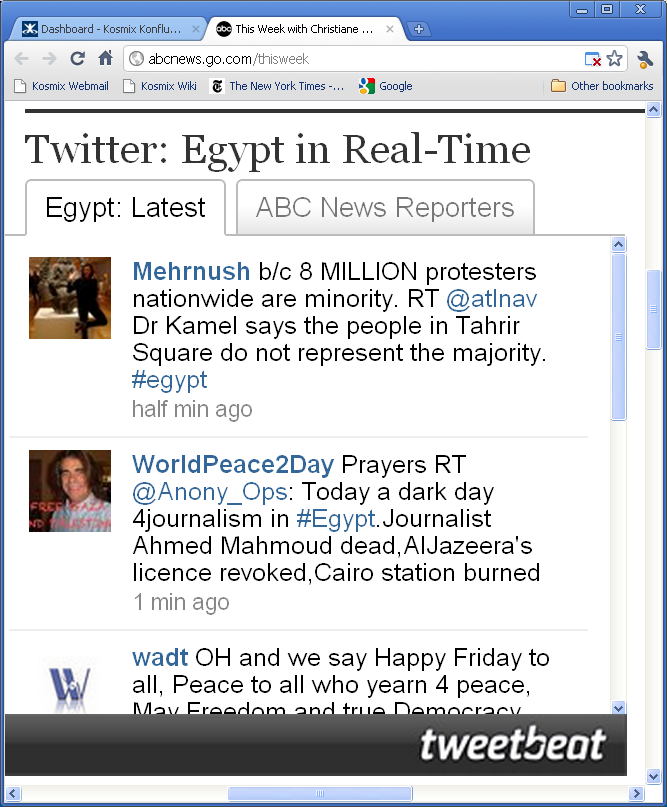 Dashboard - Kosmix Konflu...
This Week with Christiane ...
abcnews.go.com/thisweek
Kosmix Webmail
Kosmix Wiki
The New York Times -...
Google
Other bookmarks
Twitter: Egypt in Real-Time
Egypt: Latest
ABC News Reporters
Mehrnush b/c 8 MILLION protesters
nationwide are minority. RT @atlnav
Dr Kamel says the people in Tahrir
Square do not represent the majority.
#egypt
half min ago
WorldPeace2Day Prayers RT
@Anony_Ops: Today a dark day
4journalism in #Egypt.Journalist
Ahmed Mahmoud dead,AlJazeera's
licence revoked,Cairo station burned
1 min ago
wadt OH and we say Happy Friday to
all, Peace to all who yearn 4 peace,
May Freedom and true Democracy
tweetbeat